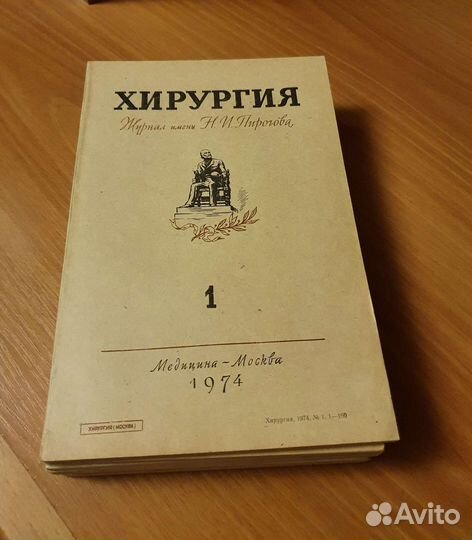 ХИРУРГИЯ
Журнал имени Н.И.Пирогова
1
Медицина – Москва
1974
ХИРУРГИЯ (МОСКВА)
Хирургия, 1974, № 1, 1—160
Avito